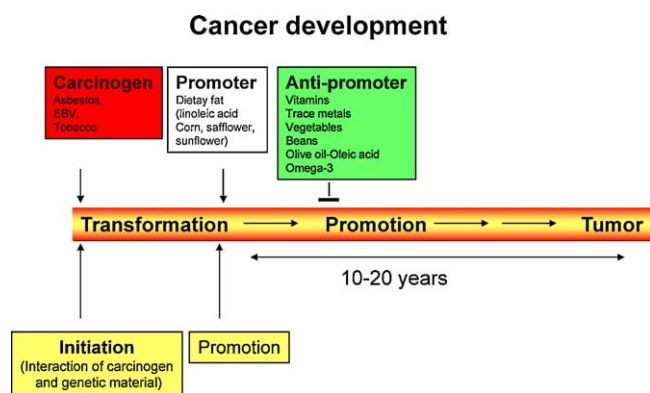 Cancer development
Carcinogen
Asbestos,
EBV,
Tobacco
Promoter
Dietay fat
(linoleic acid
Corn, safflower,
sunflower)
Anti-promoter
Vitamins
Trace metals
Vegetables
Beans
Olive oil-Oleic acid
Omega-3
Transformation Promotion Tumor
10-20 years
Initiation
(Interaction of carcinogen
and genetic material)
Promotion